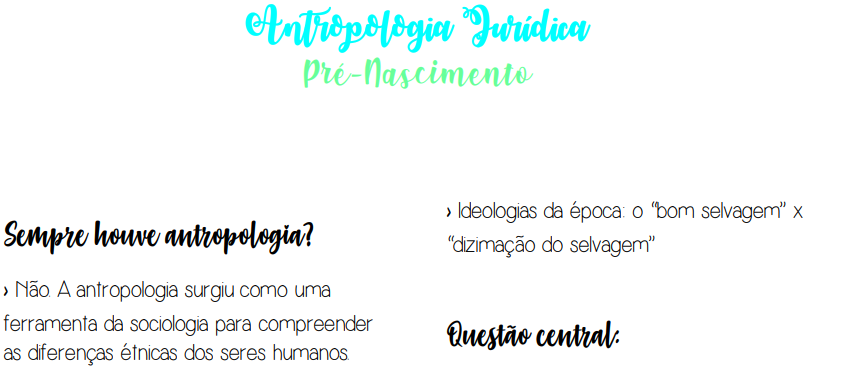 Antropologia Jurídica
Pré-Nascimento
Sempre houve antropologia?
› Não. A antropologia surgiu como uma
ferramenta da sociologia para compreender
as diferenças étnicas dos seres humanos.
› Ideologias da época: o “bom selvagem” x
“dizimação do selvagem”
Questão central: